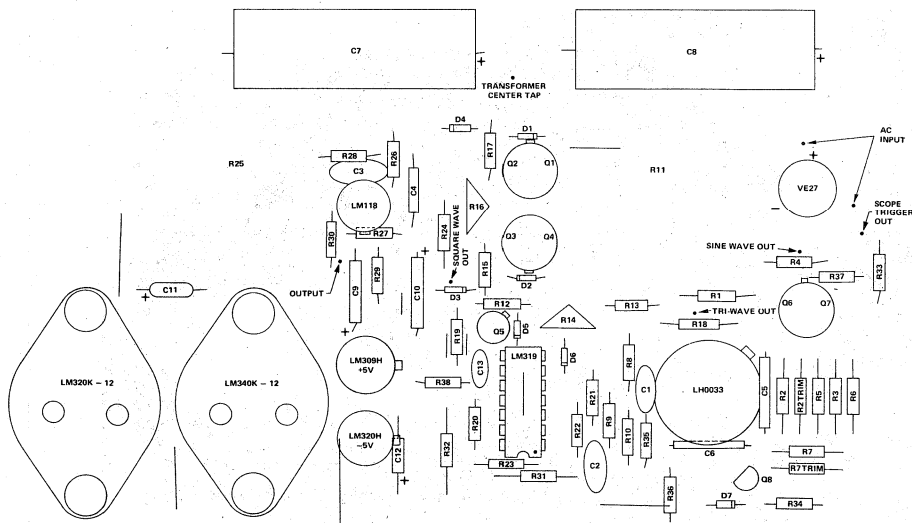 C7
C8
+
+
TRANSFORMER
CENTER TAP
AC
INPUT
D4
D1
R28
R26
R17
Q2
Q1
R25
C3
C4
R11
+
VE27
LM118
R16
SCOPE
TRIGGER
OUT
R30
R27
R24
SQUARE WAVE
OUT
Q3
Q4
SINE WAVE OUT
R4
+
R37
R33
OUTPUT
C9
R29
C10
R15
D3
D2
C11
+
R12
R13
R1
Q6
Q7
TRI-WAVE OUT
+
Q5
D5
R14
R18
R19
LM320K – 12
LM340K – 12
LM309H
+5V
C13
LM319
D6
R8
LH0033
R38
C1
C5
R2
R2TRIM
R5
R3
R6
R21
R9
R20
R22
R10
R35
LM320H
–5V
C12
R32
C6
R7
R23
C2
R7TRIM
+
R31
Q8
R36
D7
R34